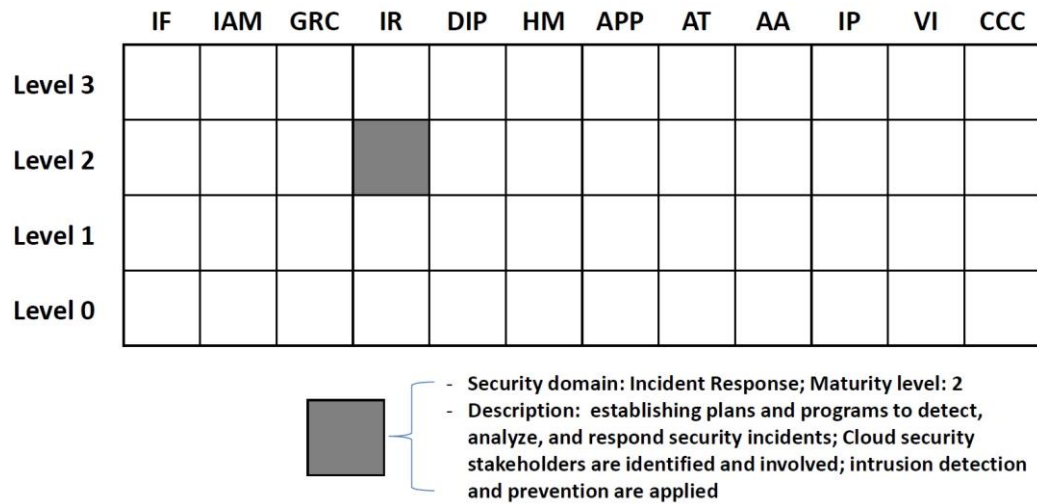 IF IAM GRC IR DIP HM APP AT AA IP VI CCC
Level 3
Level 2
Level 1
Level 0
- Security domain: Incident Response; Maturity level: 2
- Description: establishing plans and programs to detect,
analyze, and respond security incidents; Cloud security
stakeholders are identified and involved; intrusion detection
and prevention are applied